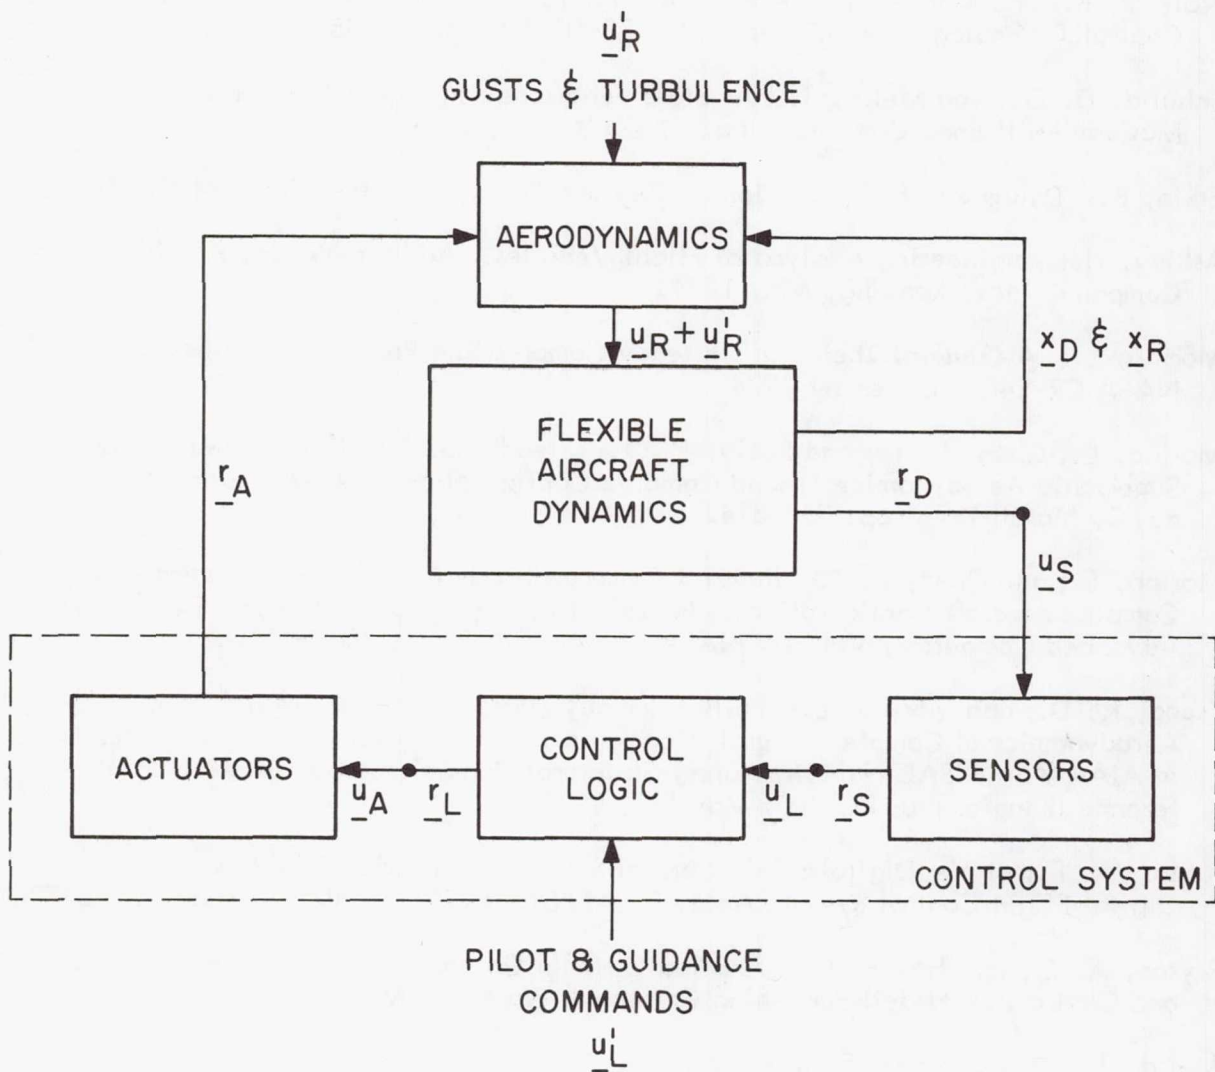 u'R
GUSTS & TURBULENCE
AERODYNAMICS
uR + u'R
xD & xR
FLEXIBLE
AIRCRAFT
DYNAMICS
rA
rD
uS
ACTUATORS
CONTROL
LOGIC
SENSORS
uA rL
uL rS
CONTROL SYSTEM
PILOT & GUIDANCE
COMMANDS
u'L